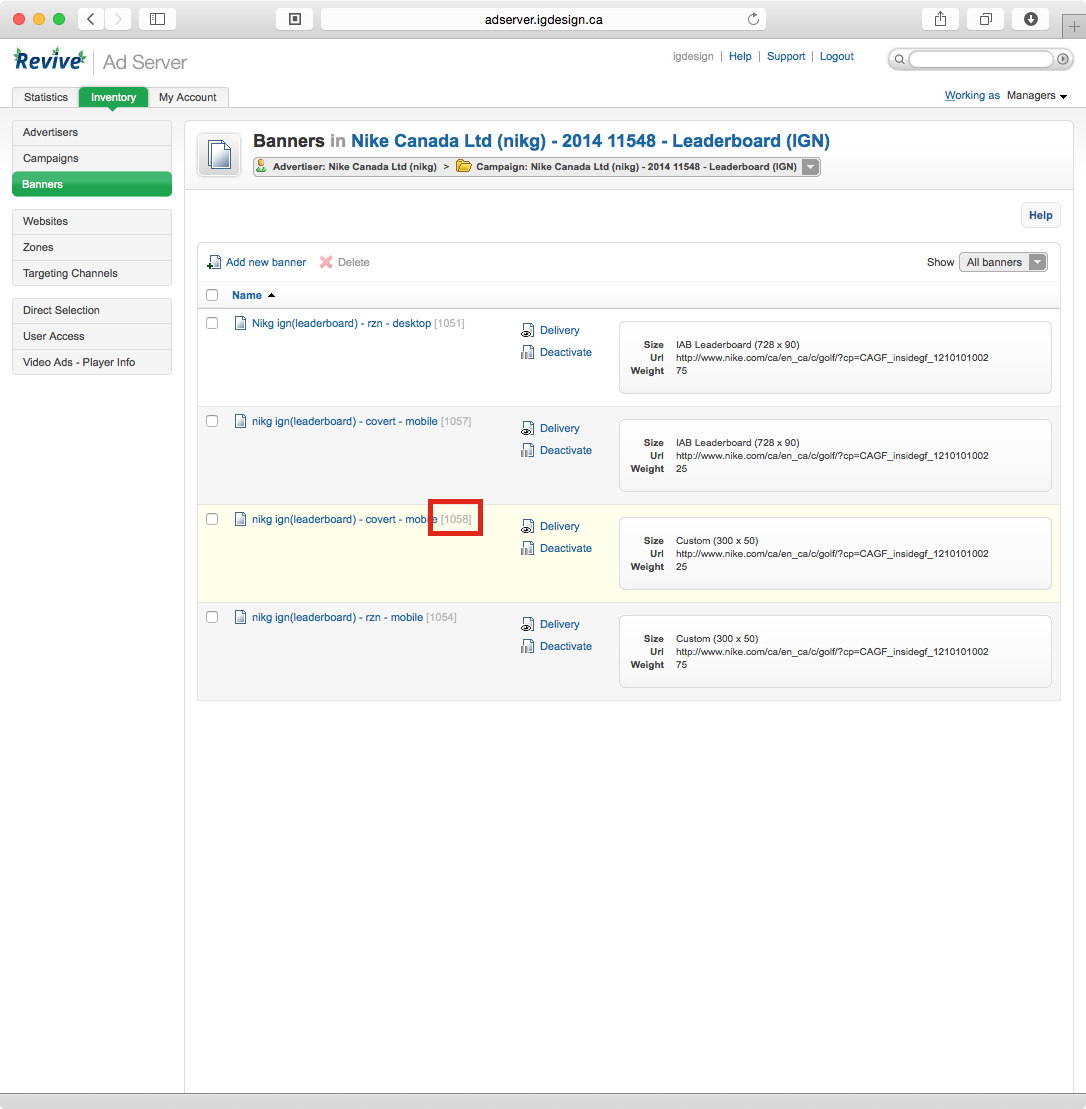 adserver.igdesign.ca
Revive Ad Server
igdesign Help Support Logout
Statistics Inventory My Account
Working as Managers
Advertisers
Campaigns
Banners
Websites
Zones
Targeting Channels
Direct Selection
User Access
Video Ads - Player Info
Banners in Nike Canada Ltd (nikg) - 2014 11548 - Leaderboard (IGN)
Advertiser: Nike Canada Ltd (nikg) > Campaign: Nike Canada Ltd (nikg) - 2014 11548 - Leaderboard (IGN)
Help
Add new banner Delete
Show All banners
Name
Nikg ign(leaderboard) - rzn - desktop [1051]
Delivery
Deactivate
Size IAB Leaderboard (728 x 90)
Url http://www.nike.com/ca/en_ca/c/golf/?cp=CAGF_insidegf_1210101002
Weight 75
nikg ign(leaderboard) - covert - mobile [1057]
Delivery
Deactivate
Size IAB Leaderboard (728 x 90)
Url http://www.nike.com/ca/en_ca/c/golf/?cp=CAGF_insidegf_1210101002
Weight 25
nikg ign(leaderboard) - covert - mobile [1058]
Delivery
Deactivate
Size Custom (300 x 50)
Url http://www.nike.com/ca/en_ca/c/golf/?cp=CAGF_insidegf_1210101002
Weight 25
nikg ign(leaderboard) - rzn - mobile [1054]
Delivery
Deactivate
Size Custom (300 x 50)
Url http://www.nike.com/ca/en_ca/c/golf/?cp=CAGF_insidegf_1210101002
Weight 75